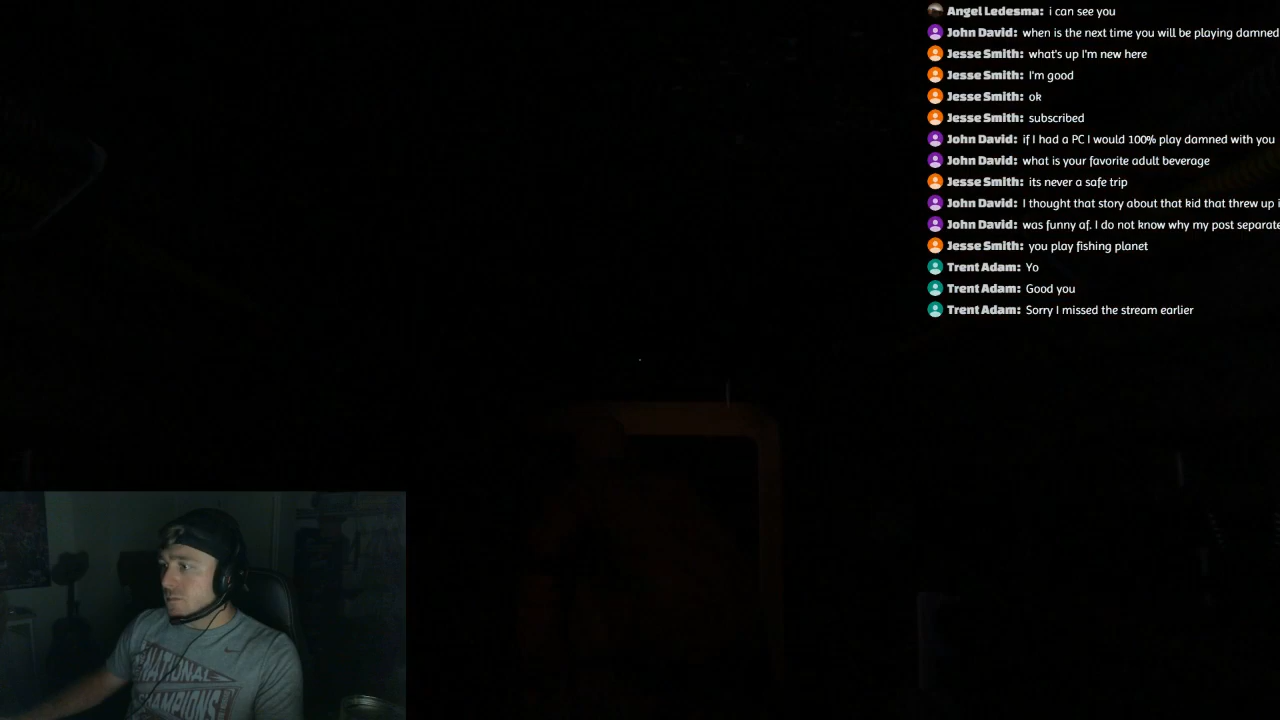 Angel Ledesma: i can see you
John David: when is the next time you will be playing damned
Jesse Smith: what's up I'm new here
Jesse Smith: I'm good
Jesse Smith: ok
Jesse Smith: subscribed
John David: if I had a PC I would 100% play damned with you
John David: what is your favorite adult beverage
Jesse Smith: its never a safe trip
John David: I thought that story about that kid that threw up i
John David: was funny af. I do not know why my post separate
Jesse Smith: you play fishing planet
Trent Adam: Yo
Trent Adam: Good you
Trent Adam: Sorry I missed the stream earlier
NATIONAL
CHAMPIONS